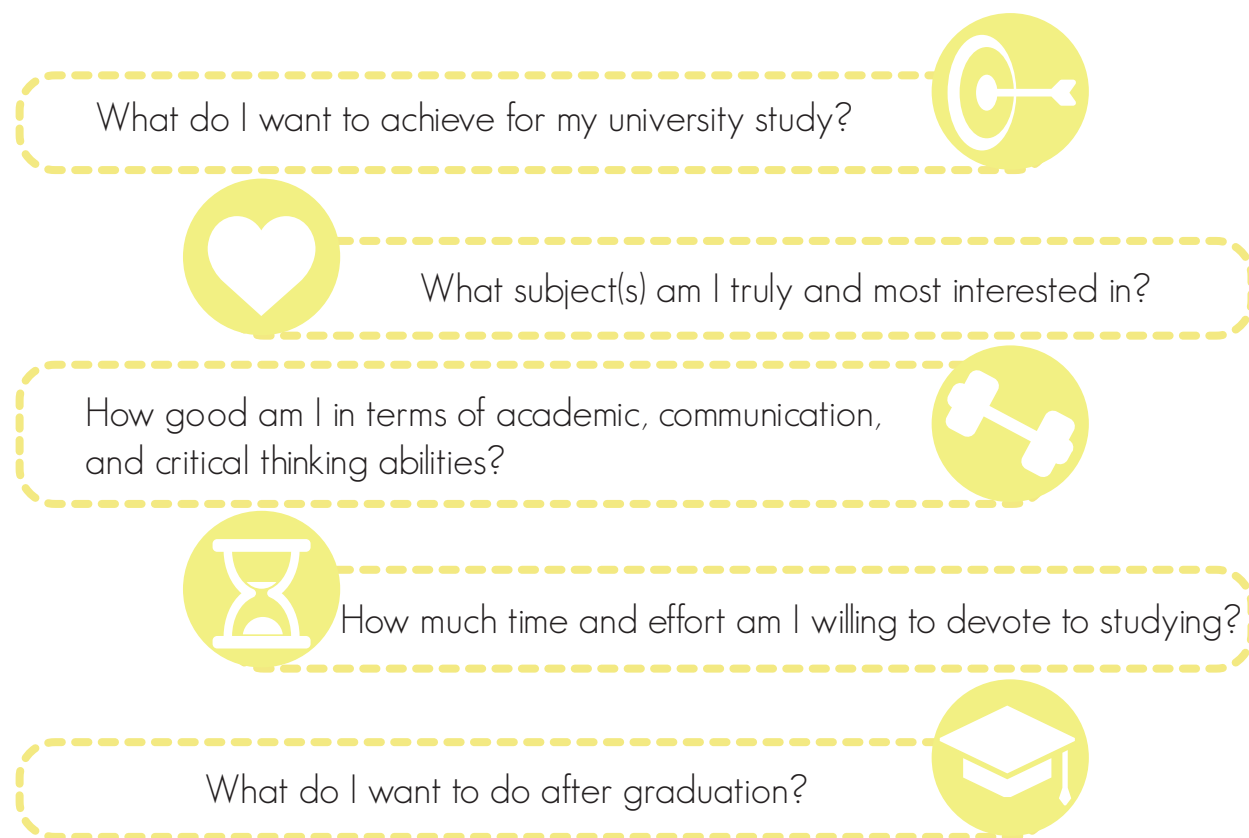 What do I want to achieve for my university study?
What subject(s) am I truly and most interested in?
How good am I in terms of academic, communication,
and critical thinking abilities?
How much time and effort am I willing to devote to studying?
What do I want to do after graduation?